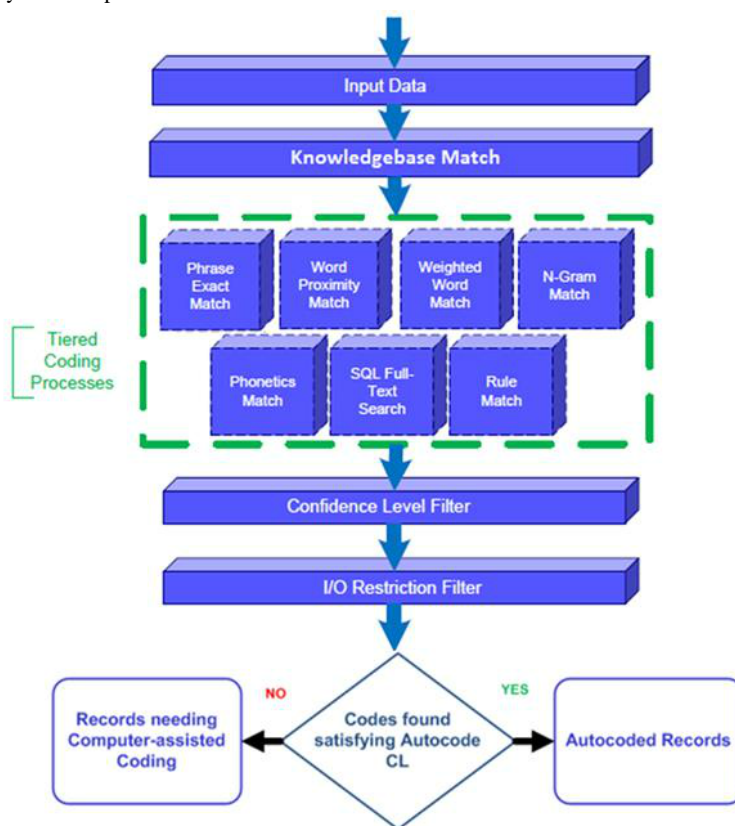 Input Data
Knowledgebase Match
Phrase
Exact
Match
Word
Proximity
Match
Weighted
Word
Match
N-Gram
Match
Tiered
Coding
Processes
Phonetics
Match
SQL Full-
Text
Search
Rule
Match
Confidence Level Filter
I/O Restriction Filter
NO
YES
Records needing
Computer-assisted
Coding
Codes found
satisfying Autocode
CL
Autocoded Records